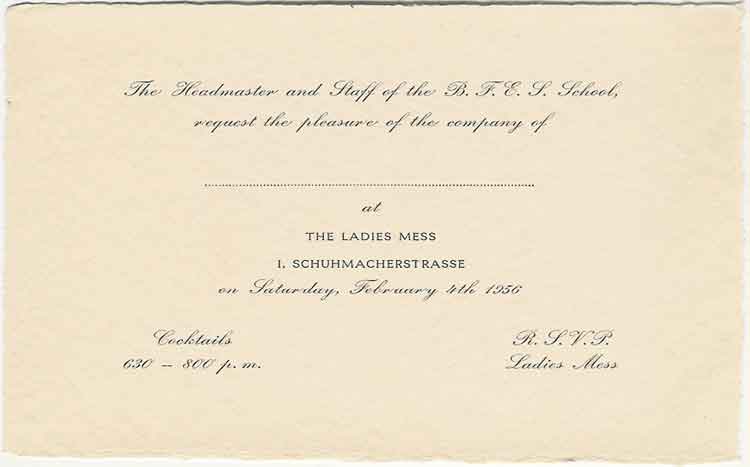 The Headmaster and Staff of the B. F. E. S. School,
request the pleasure of the company of
at
THE LADIES MESS
1, SCHUHMACHERSTRASSE
on Saturday, February 4th 1956
Cocktails
630 - 800 p. m.
R. S. V. P.
Ladies Mess